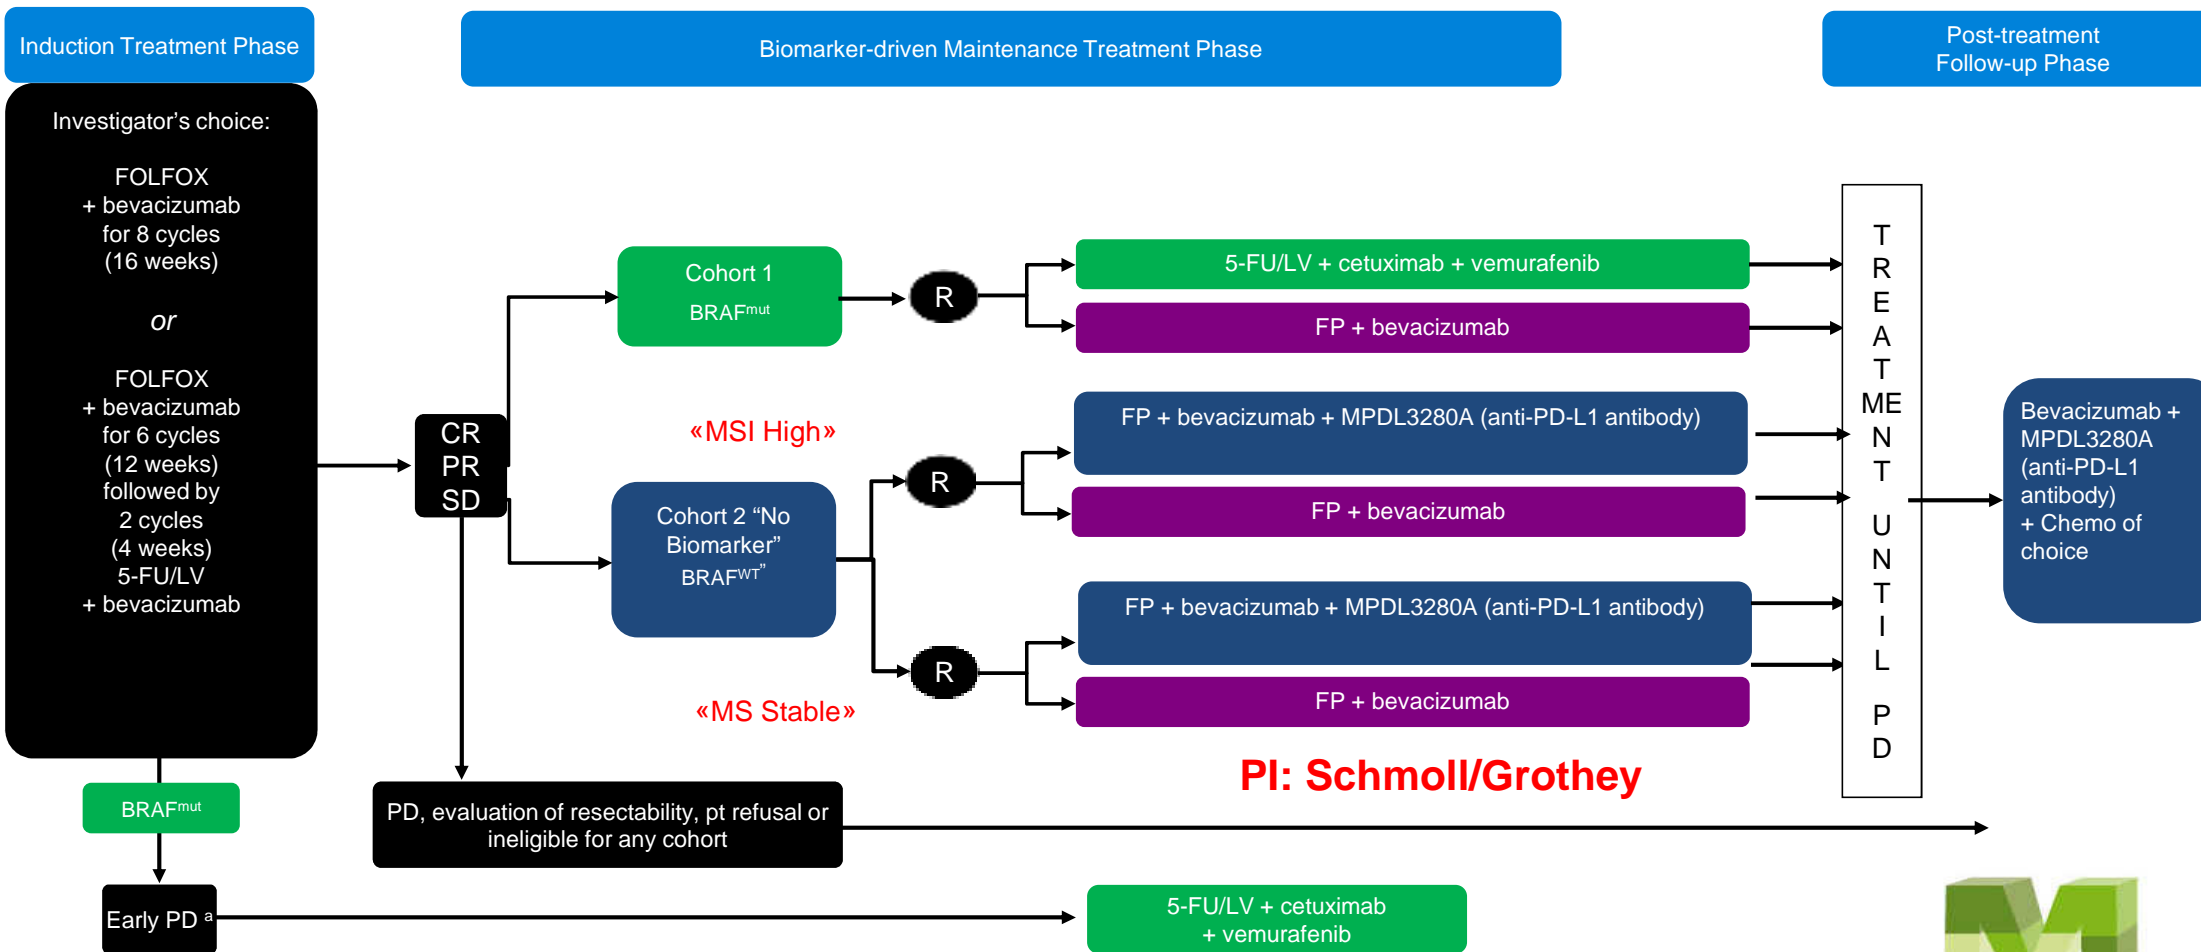 Induction Treatment Phase
Biomarker-driven Maintenance Treatment Phase
Post-treatment
Follow-up Phase
Investigator's choice:
FOLFOX
+ bevacizumab
for 8 cycles
(16 weeks)
or
FOLFOX
+ bevacizumab
for 6 cycles
(12 weeks)
followed by
2 cycles
(4 weeks)
5-FU/LV
+ bevacizumab
BRAFmut
Early PD a
CR
PR
SD
Cohort 1
BRAFmut
«MSI High»
Cohort 2 “No
Biomarker”
BRAFWT”
«MS Stable»
R
R
R
5-FU/LV + cetuximab + vemurafenib
FP + bevacizumab
FP + bevacizumab + MPDL3280A (anti-PD-L1 antibody)
FP + bevacizumab
FP + bevacizumab + MPDL3280A (anti-PD-L1 antibody)
FP + bevacizumab
PI: Schmoll/Grothey
PD, evaluation of resectability, pt refusal or
ineligible for any cohort
5-FU/LV + cetuximab
+ vemurafenib
T
R
E
A
T
ME
N
T
U
N
T
I
L
P
D
Bevacizumab +
MPDL3280A
(anti-PD-L1
antibody)
+ Chemo of
choice